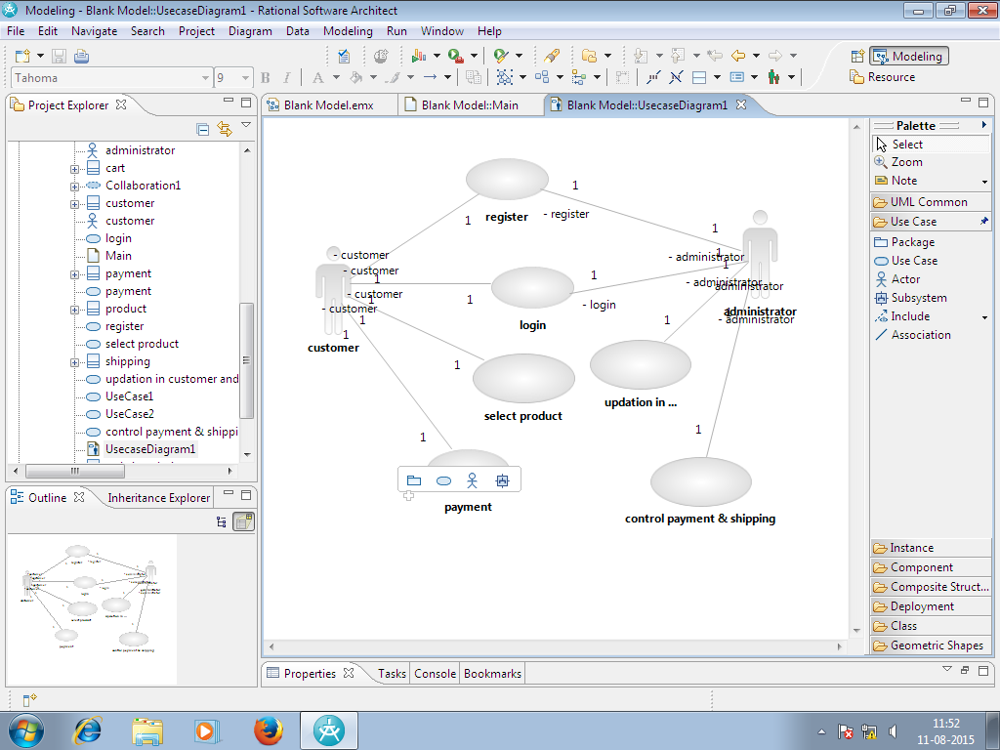 Modeling - Blank Model::UsecaseDiagram1 - Rational Software Architect
File Edit Navigate Search Project Diagram Data Modeling Run Window Help
Modeling
Tahoma 9 B I A
Resource
Project Explorer
Blank Model.emx Blank Model::Main Blank Model::UsecaseDiagram1
administrator
cart
Collaboration1
customer
customer
login
Main
payment
payment
product
register
select product
shipping
updation in customer and
UseCase1
UseCase2
control payment & shippi
UsecaseDiagram1
Outline Inheritance Explorer
1
register
1
- register
1
- customer
- administrator
1
- customer
1
- administrator
- administrator
1
- customer
1
1
1
- customer
- login
administrator
1
- administrator
login
1
1
1
customer
1
select product
updation in ...
1
1
payment
control payment & shipping
Palette
Select
Zoom
Note
UML Common
Use Case
Package
Use Case
Actor
Subsystem
Include
Association
Instance
Component
Composite Struct...
Deployment
Class
Geometric Shapes
Properties Tasks Console Bookmarks
11:52
11-08-2015